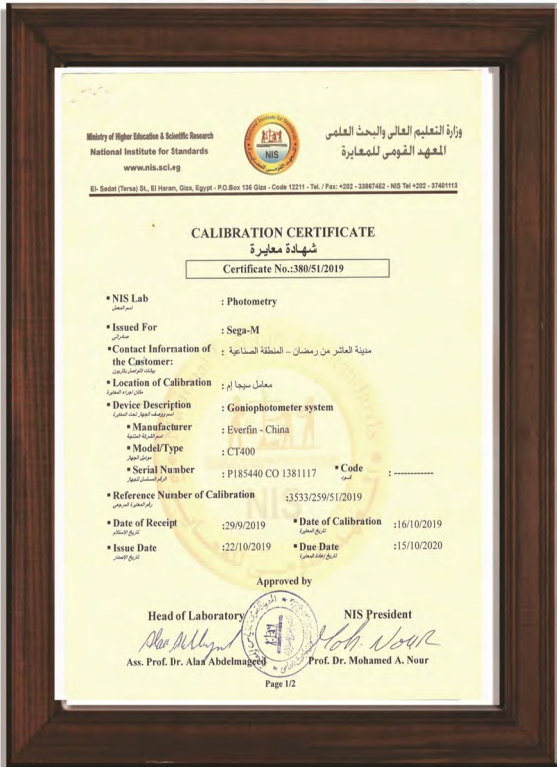 Ministry of Higher Education & Scientific Research
National Institute for Standards
www.nis.sci.eg
وزارة التعليم العالى والبحث العلمى
المعهد القومى للمعايرة
NIS
El- Sadat (Tersa) St., El Haram, Giza, Egypt - P.O.Box 136 Giza - Code 12211 - Tel. / Fax: +202 - 33867452 - NIS Tel +202 - 37401113
CALIBRATION CERTIFICATE
شهادة معايرة
Certificate No.:380/51/2019
▪ NIS Lab : Photometry
اسم المعمل
▪ Issued For : Sega-M
▪Contact Information of : مدينة العاشر من رمضان – المنطقة الصناعية
the Customer:
▪ Location of Calibration : معامل سيجا إم
مكان اجراء المعايرة
▪ Device Description : Goniophotometer system
اسم ووصف الجهاز تحت المعايرة
▪ Manufacturer : Everfin - China
اسم الشركة المنتجة
▪ Model/Type : CT400
موديل الجهاز
▪ Serial Number : P185440 CO 1381117 ▪ Code : ------------
الرقم المسلسل للجهاز كود
▪ Reference Number of Calibration :3533/259/51/2019
رقم المعايرة المرجعي
▪ Date of Receipt :29/9/2019 ▪ Date of Calibration :16/10/2019
تاريخ الاستلام تاريخ المعايرة
▪ Issue Date :22/10/2019 ▪ Due Date :15/10/2020
تاريخ الإصدار تاريخ إعادة المعايرة
Approved by
Head of Laboratory NIS President
Moh. Nour
Ass. Prof. Dr. Alaa Abdelmageed Prof. Dr. Mohamed A. Nour
Page 1/2